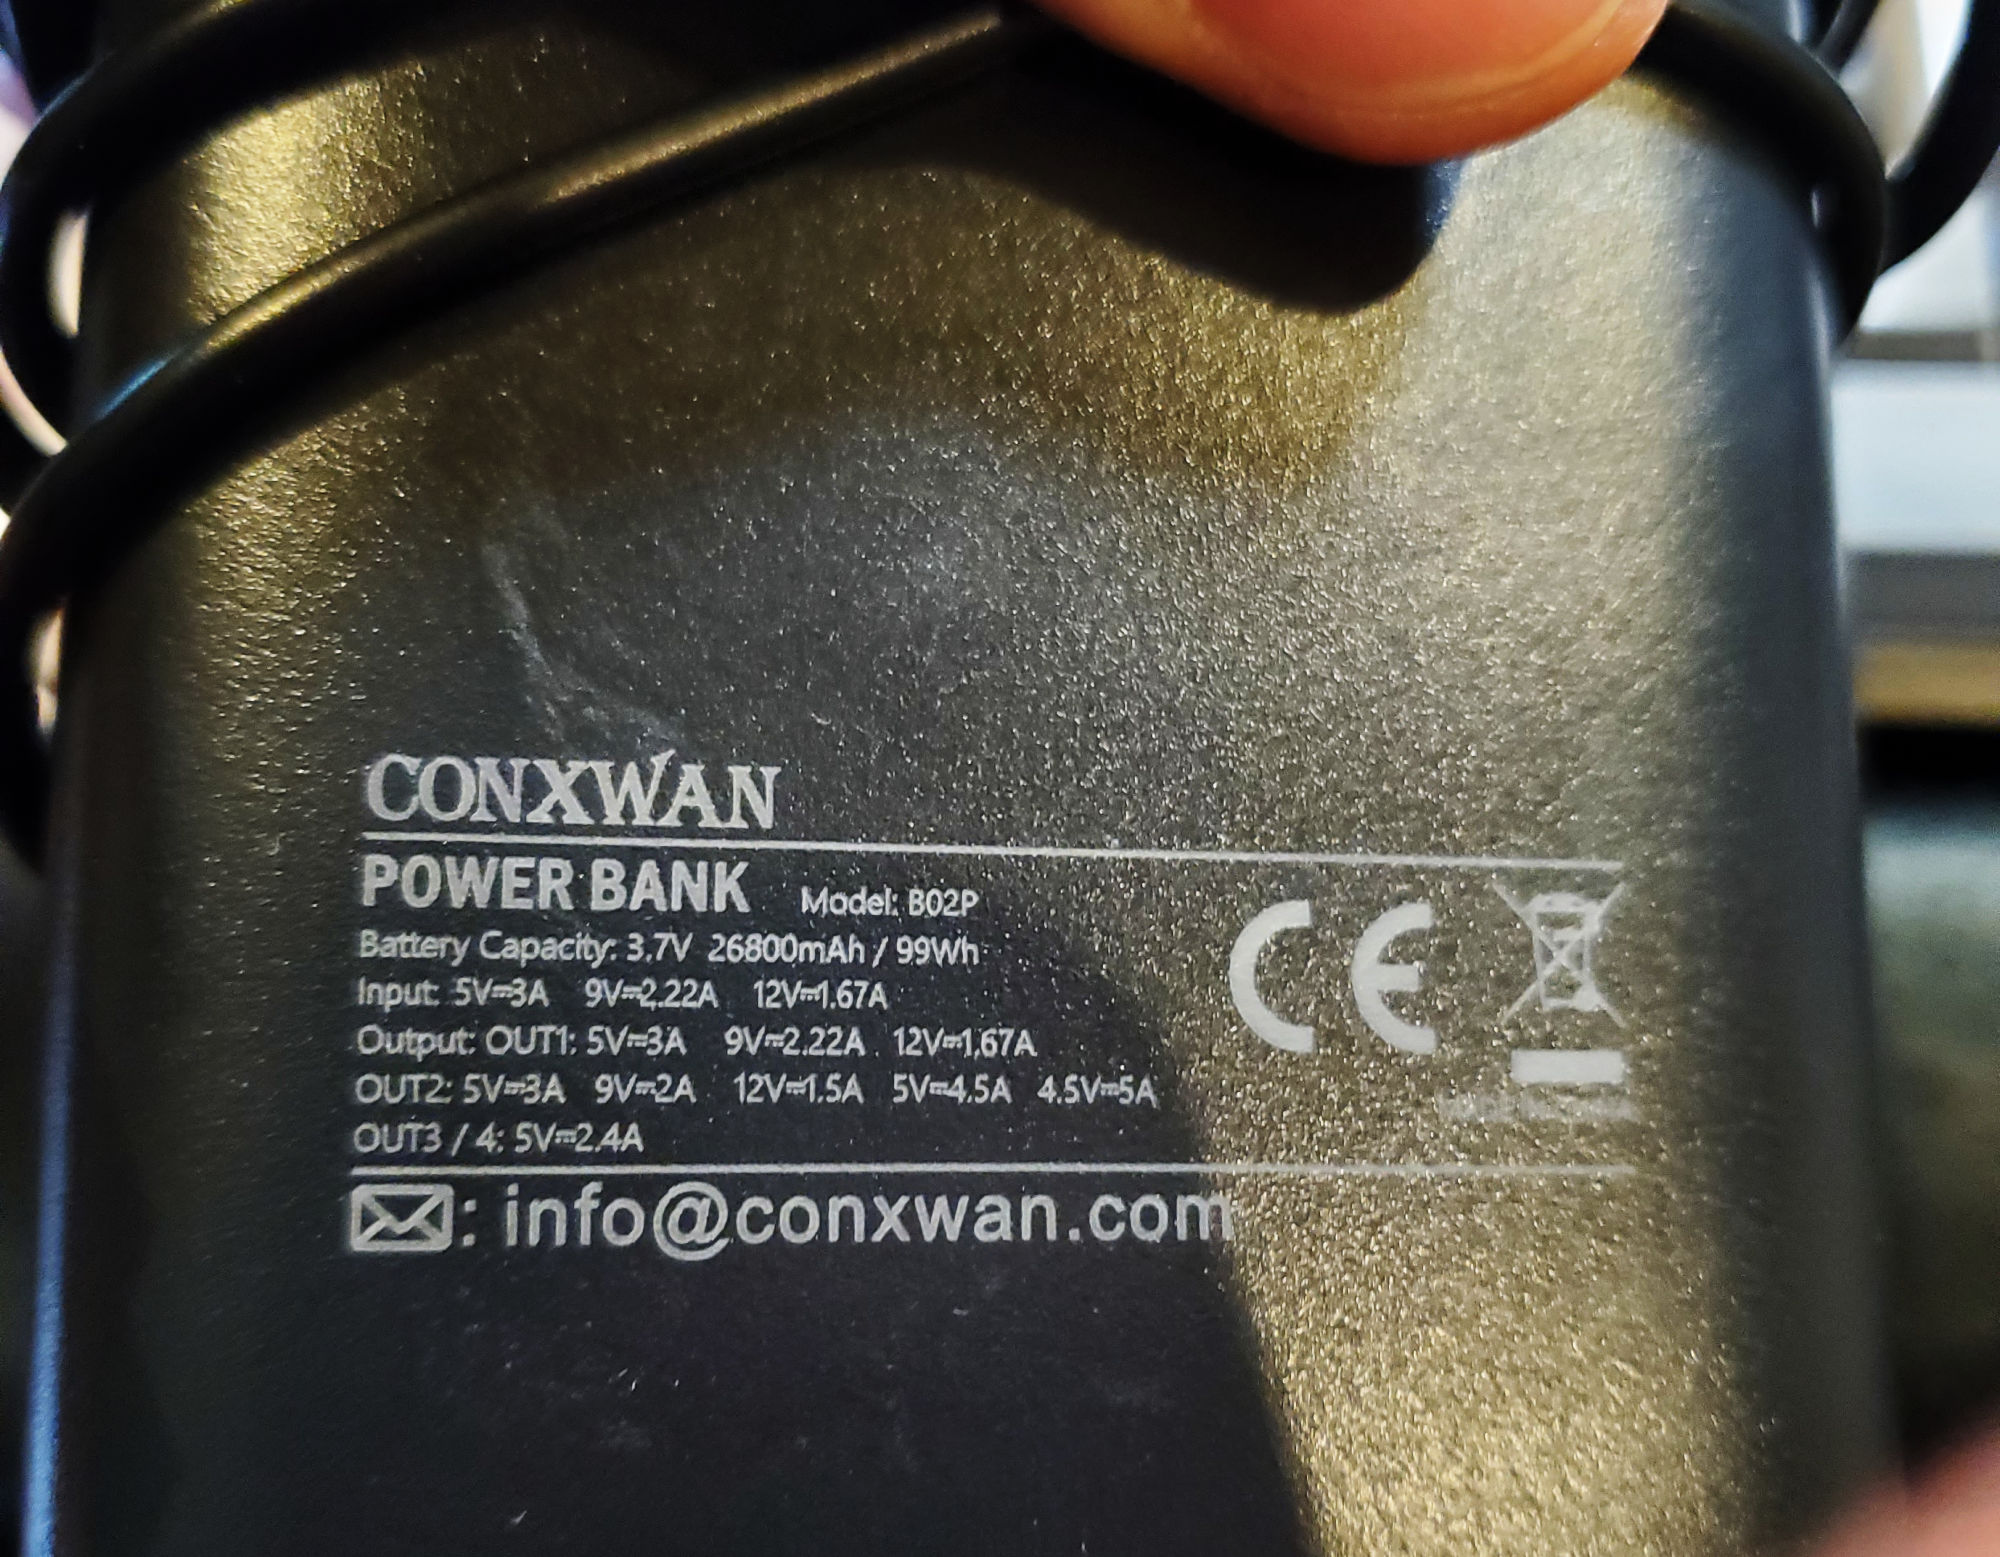 CONXWAN
POWER BANK Model: B02P
Battery Capacity: 3.7V 26800mAh / 99Wh
Input: 5V⎓3A 9V⎓2.22A 12V⎓1.67A
Output: OUT1: 5V⎓3A 9V⎓2.22A 12V⎓1.67A
OUT2: 5V⎓3A 9V⎓2A 12V⎓1.5A 5V⎓4.5A 4.5V⎓5A
OUT3 / 4: 5V⎓2.4A
CE
: info@conxwan.com